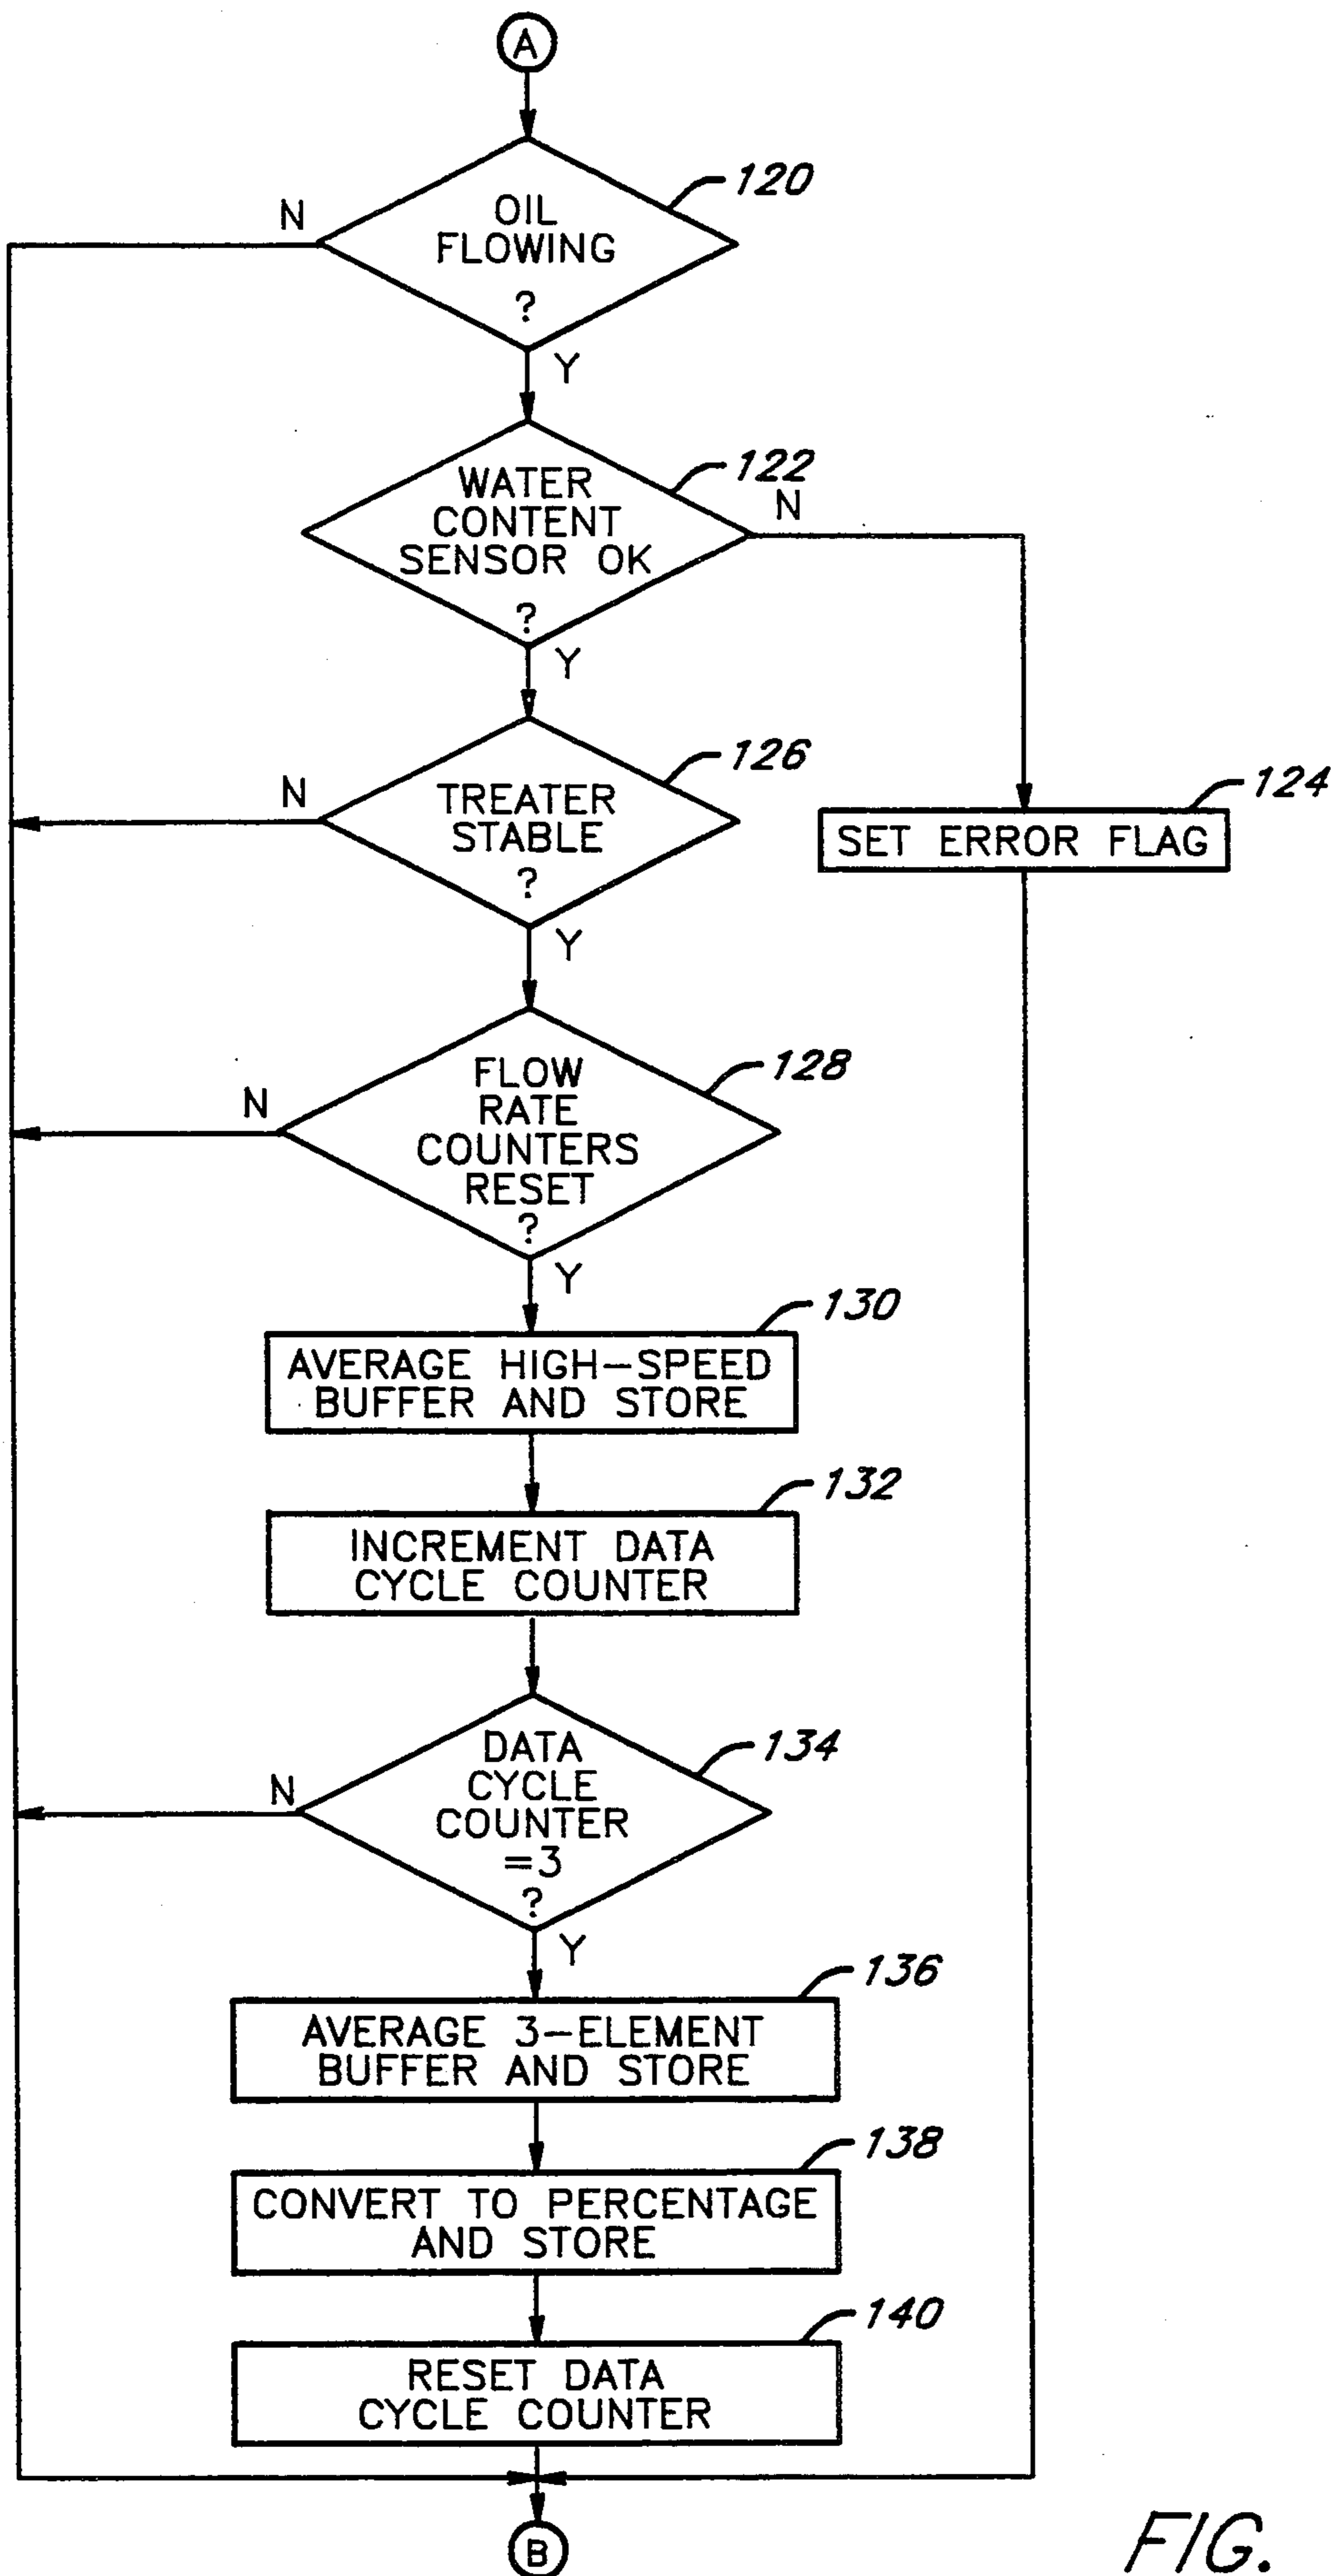 A
120
N
OIL
FLOWING
?
Y
122
WATER
CONTENT
SENSOR OK
?
N
Y
126
N
TREATER
STABLE
?
124
SET ERROR FLAG
Y
128
N
FLOW
RATE
COUNTERS
RESET
?
Y
130
AVERAGE HIGH-SPEED
BUFFER AND STORE
132
INCREMENT DATA
CYCLE COUNTER
134
N
DATA
CYCLE
COUNTER
=3
?
Y
136
AVERAGE 3-ELEMENT
BUFFER AND STORE
138
CONVERT TO PERCENTAGE
AND STORE
140
RESET DATA
CYCLE COUNTER
B
FIG.